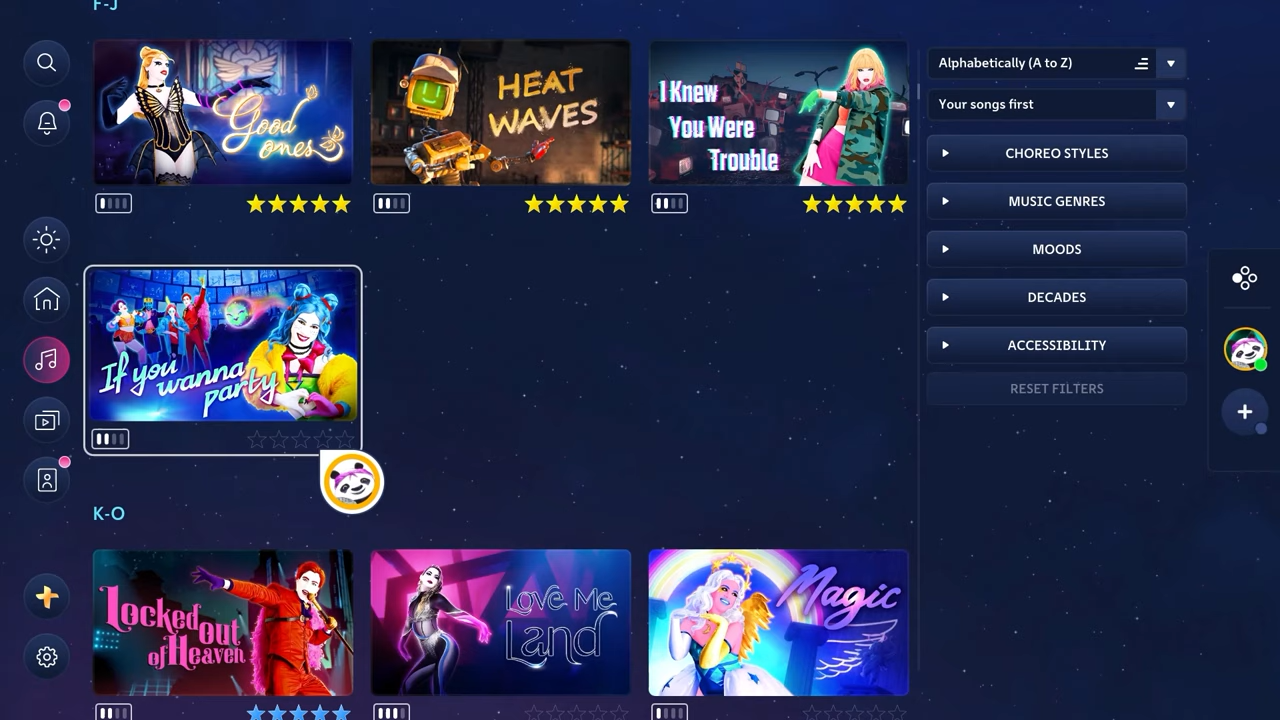 F-J
Good
ones
HEAT
WAVES
I Knew
You Were
Trouble
If you
wanna
party
K-O
Locked out
of Heaven
Love Me
Land
Magic
Alphabetically (A to Z)
Your songs first
CHOREO STYLES
MUSIC GENRES
MOODS
DECADES
ACCESSIBILITY
RESET FILTERS